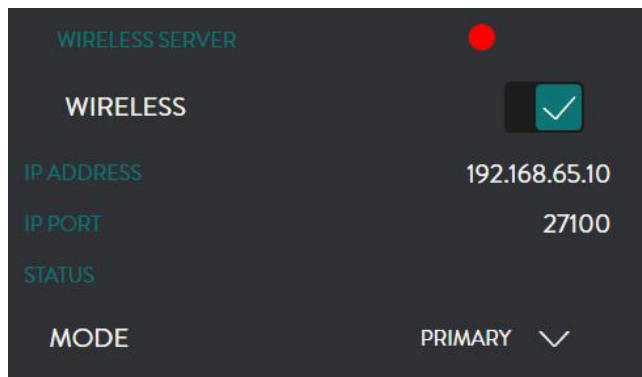 WIRELESS SERVER
WIRELESS
IP ADDRESS 192.168.65.10
IP PORT 27100
STATUS
MODE PRIMARY